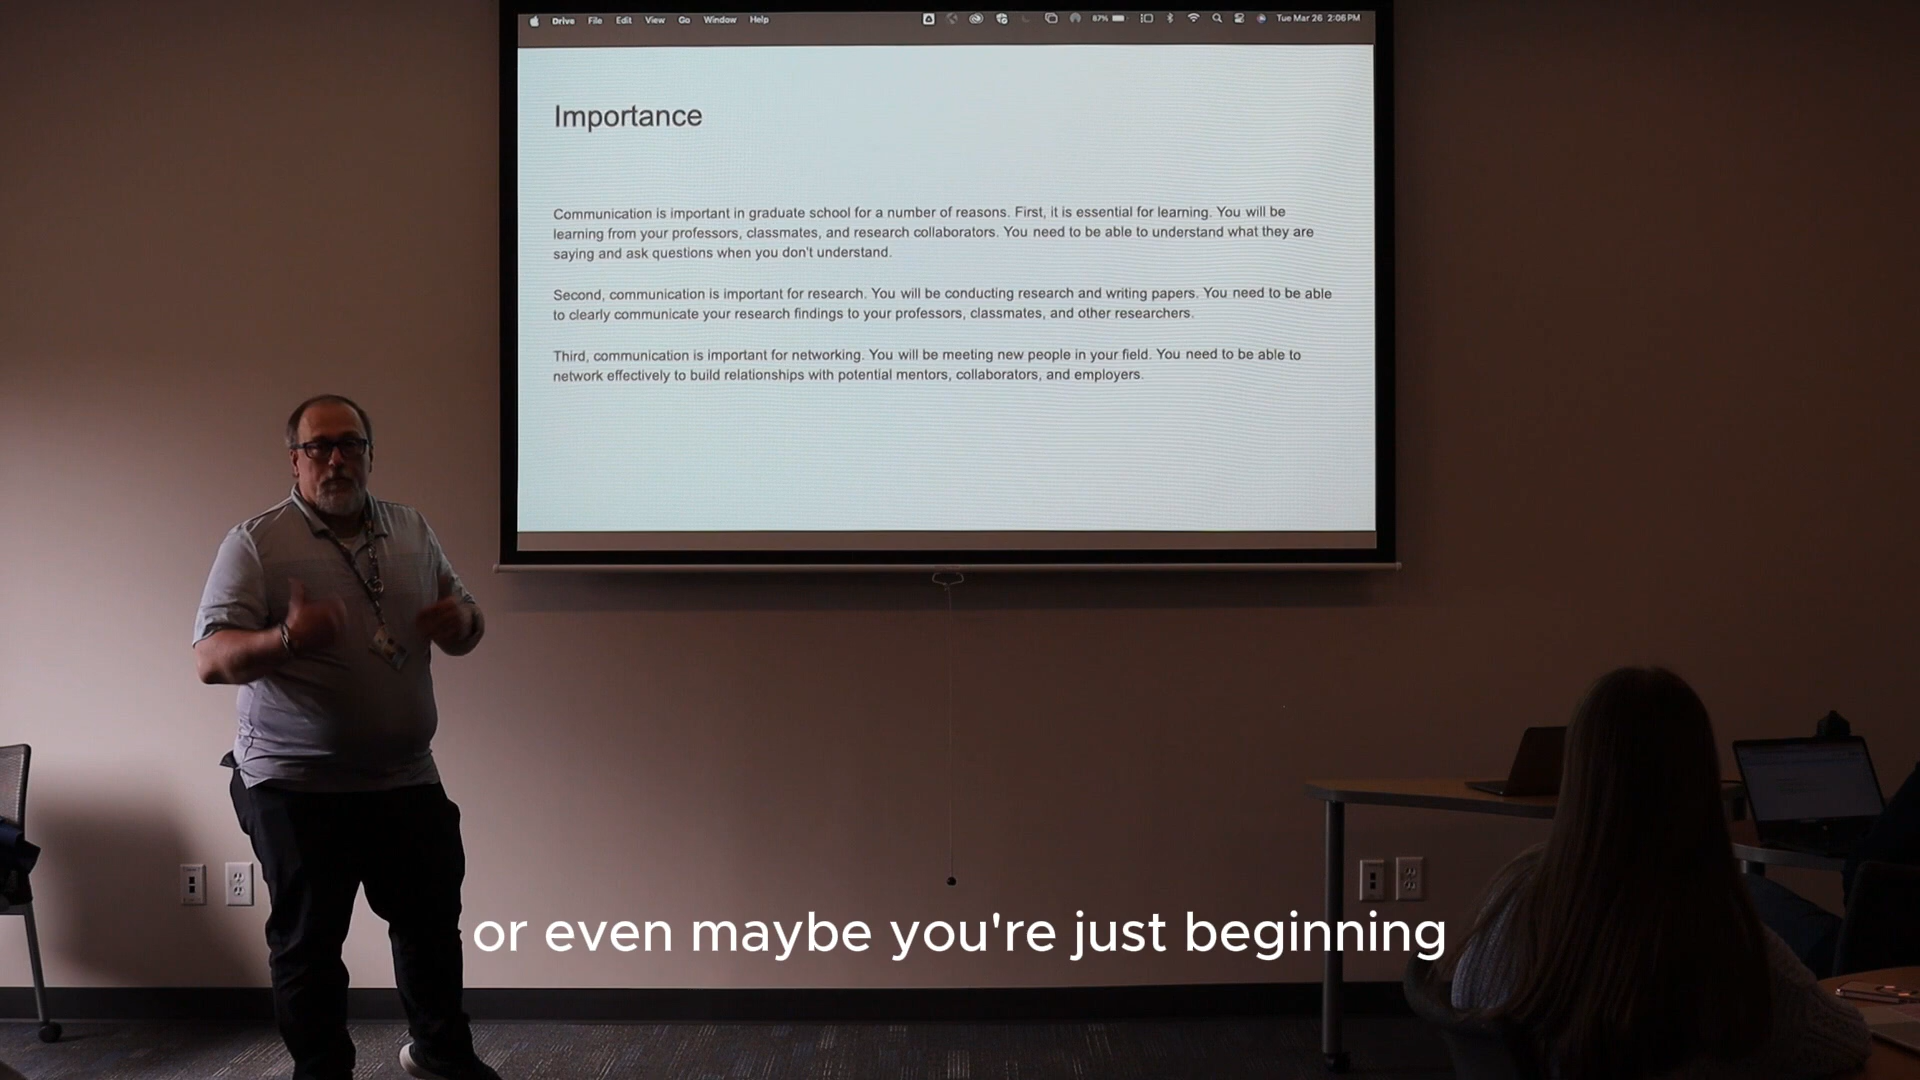 Drive File Edit View Go Window Help 87% Tue Mar 26 2:06 PM
Importance
Communication is important in graduate school for a number of reasons. First, it is essential for learning. You will be
learning from your professors, classmates, and research collaborators. You need to be able to understand what they are
saying and ask questions when you don't understand.
Second, communication is important for research. You will be conducting research and writing papers. You need to be able
to clearly communicate your research findings to your professors, classmates, and other researchers.
Third, communication is important for networking. You will be meeting new people in your field. You need to be able to
network effectively to build relationships with potential mentors, collaborators, and employers.
or even maybe you're just beginning